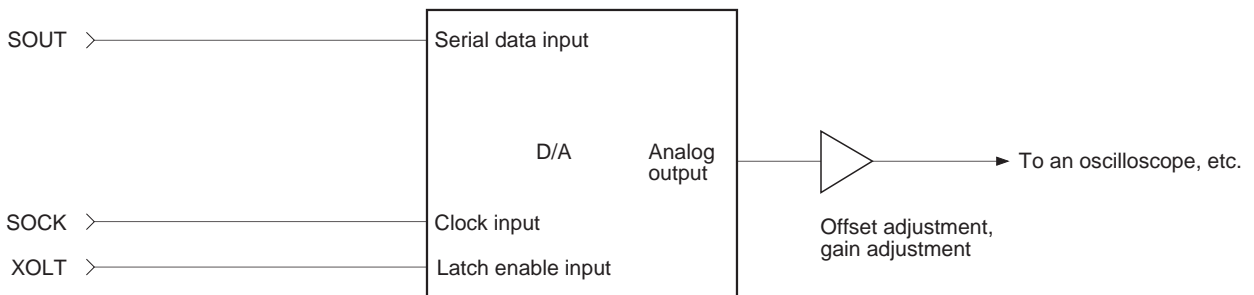 SOUT
Serial data input
D/A
Analog
output
To an oscilloscope, etc.
SOCK
Clock input
Offset adjustment,
gain adjustment
XOLT
Latch enable input